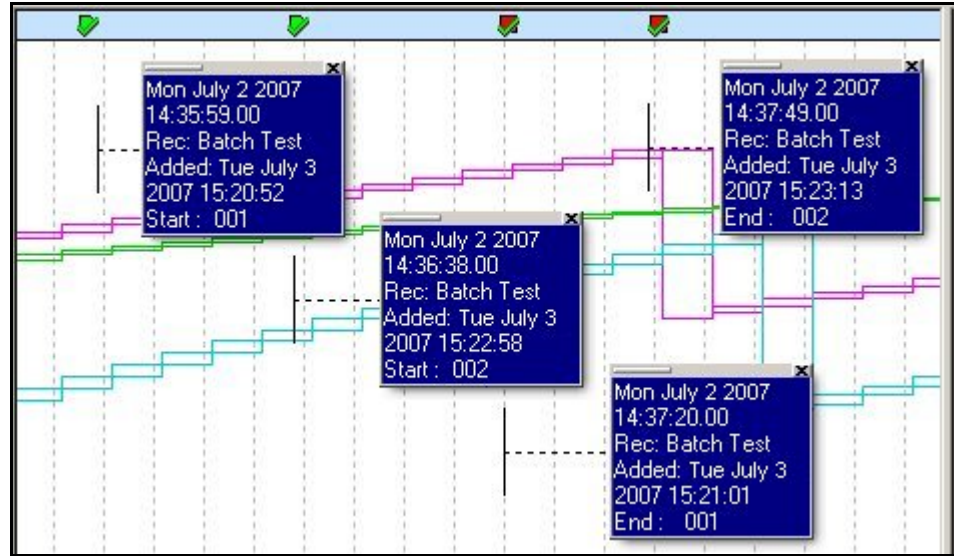 Mon July 2 2007
14:35:59.00
Rec: Batch Test
Added: Tue July 3
2007 15:20:52
Start : 001
Mon July 2 2007
14:37:49.00
Rec: Batch Test
Added: Tue July 3
2007 15:23:13
End : 002
Mon July 2 2007
14:36:38.00
Rec: Batch Test
Added: Tue July 3
2007 15:22:58
Start : 002
Mon July 2 2007
14:37:20.00
Rec: Batch Test
Added: Tue July 3
2007 15:21:01
End : 001